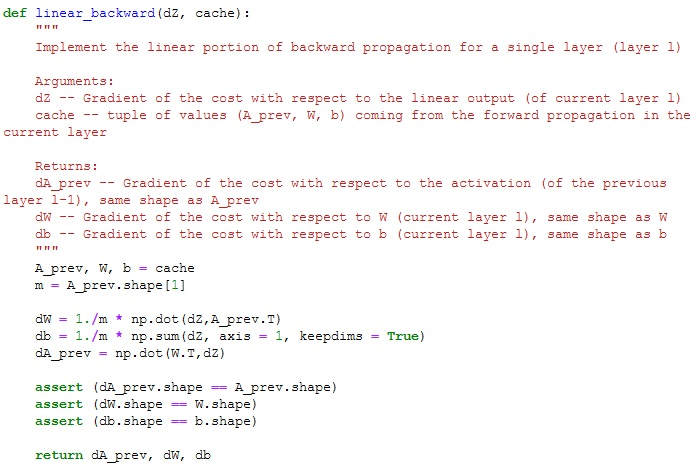 def linear_backward(dZ, cache):
    """
    Implement the linear portion of backward propagation for a single layer (layer l)

    Arguments:
    dZ -- Gradient of the cost with respect to the linear output (of current layer l)
    cache -- tuple of values (A_prev, W, b) coming from the forward propagation in the
current layer

    Returns:
    dA_prev -- Gradient of the cost with respect to the activation (of the previous
layer l-1), same shape as A_prev
    dW -- Gradient of the cost with respect to W (current layer l), same shape as W
    db -- Gradient of the cost with respect to b (current layer l), same shape as b
    """
    A_prev, W, b = cache
    m = A_prev.shape[1]

    dW = 1./m * np.dot(dZ,A_prev.T)
    db = 1./m * np.sum(dZ, axis = 1, keepdims = True)
    dA_prev = np.dot(W.T,dZ)

    assert (dA_prev.shape == A_prev.shape)
    assert (dW.shape == W.shape)
    assert (db.shape == b.shape)

    return dA_prev, dW, db